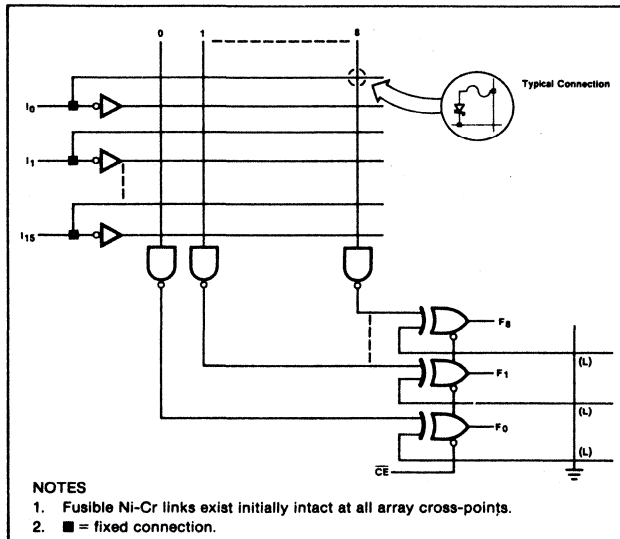 0 1 8
Typical Connection
I0
I1
I15
F8
(L)
F1
(L)
F0
(L)
CE
NOTES
1. Fusible Ni-Cr links exist initially intact at all array cross-points.
2. ■ = fixed connection.